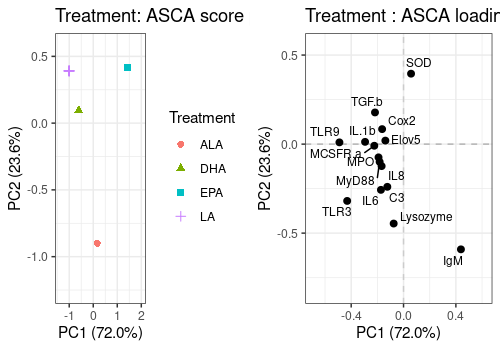 Treatment: ASCA score
PC2 (23.6%)
0.5
0.0
-0.5
-1.0
-1
0
1
2
PC1 (72.0%)
Treatment
ALA
DHA
EPA
LA
Treatment : ASCA loadin
PC2 (23.6%)
0.5
0.0
-0.5
SOD
TGF.b
Cox2
TLR9
IL.1b
Elov5
MCSFR.a
MPO
MyD88
IL8
IL6
C3
TLR3
Lysozyme
IgM
-0.4
0.0
0.4
PC1 (72.0%)